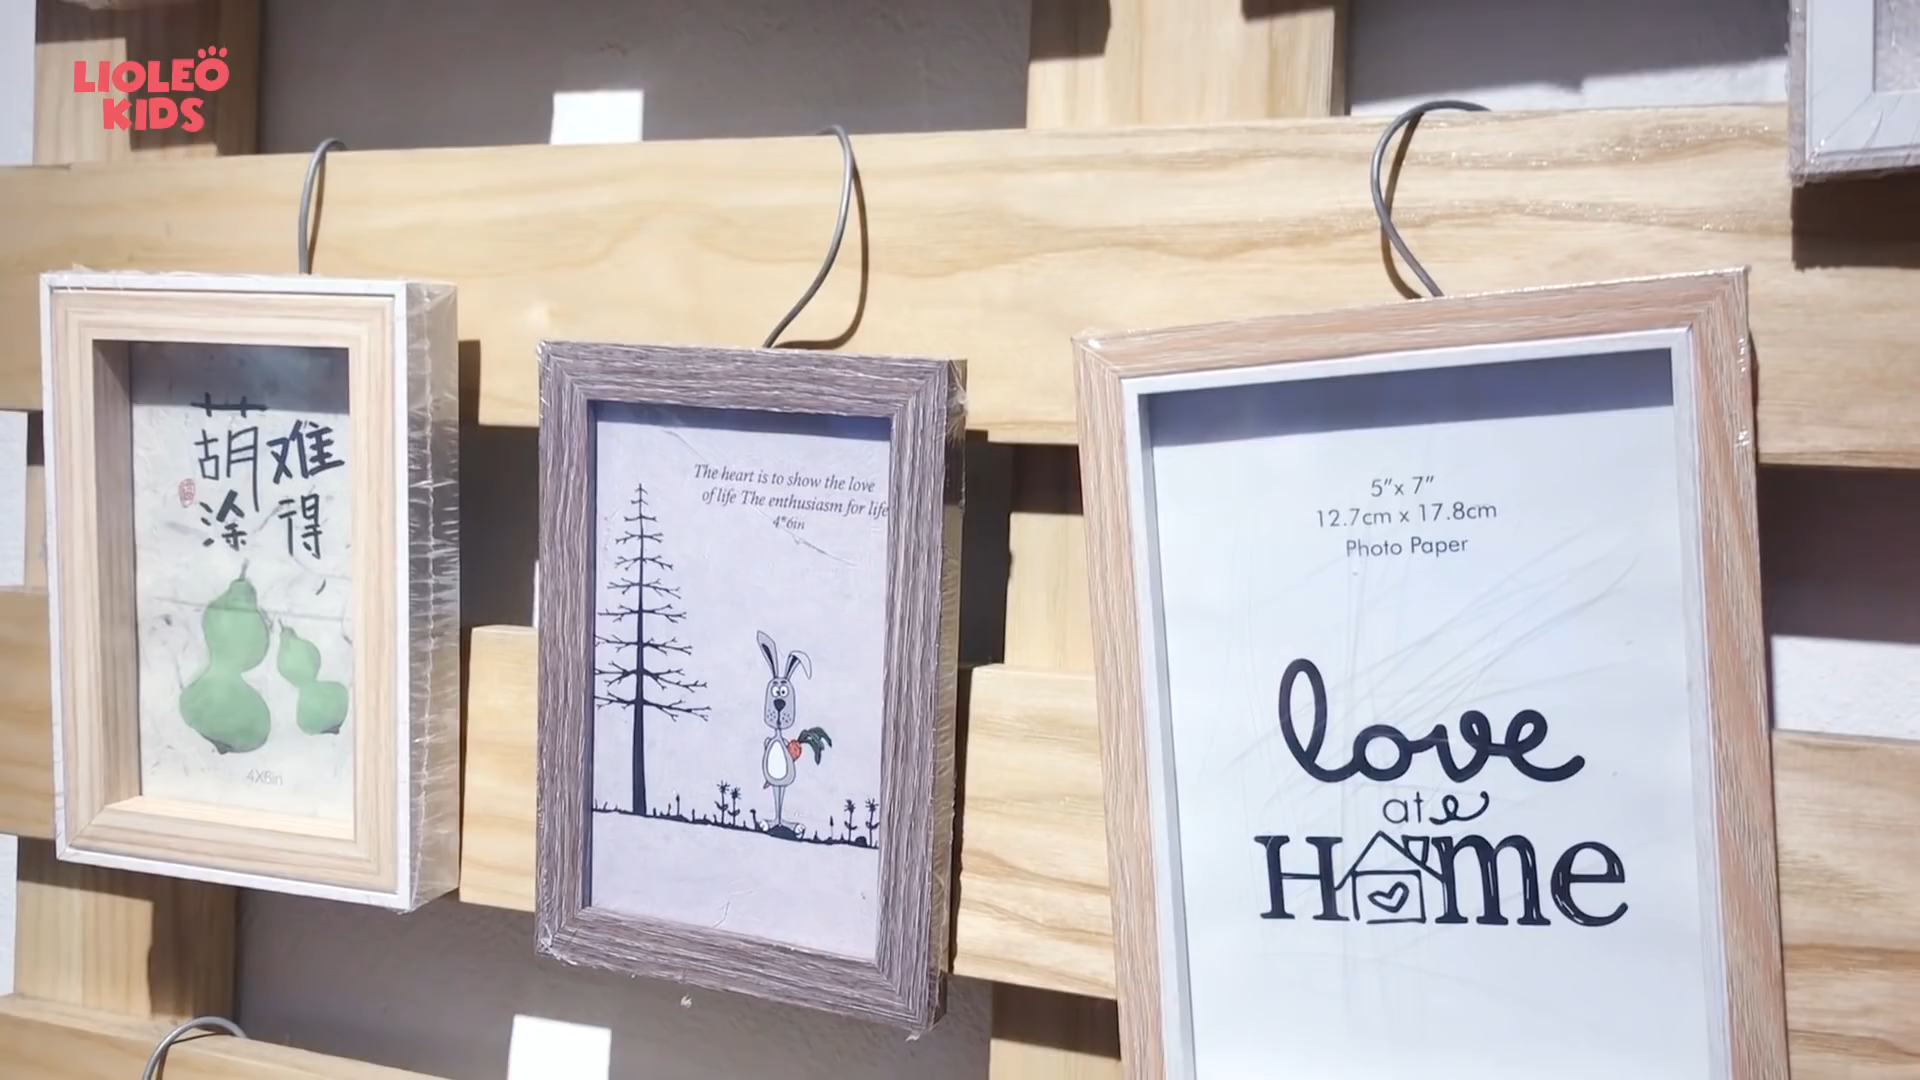 LIOLEO
KIDS
难得,
葫涂
4X6in
The heart is to show the love
of life The enthusiasm for life
4*6in
5"x 7"
12.7cm x 17.8cm
Photo Paper
love
at
Home